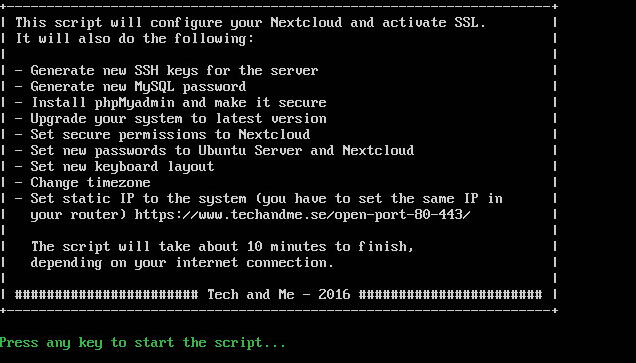 This script will configure your Nextcloud and activate SSL.
It will also do the following:
- Generate new SSH keys for the server
- Generate new MySQL password
- Install phpMyadmin and make it secure
- Upgrade your system to latest version
- Set secure permissions to Nextcloud
- Set new passwords to Ubuntu Server and Nextcloud
- Set new keyboard layout
- Change timezone
- Set static IP to the system (you have to set the same IP in
your router) https://www.techandme.se/open-port-80-443/
The script will take about 10 minutes to finish,
depending on your internet connection.
####################### Tech and Me - 2016 #######################
Press any key to start the script...